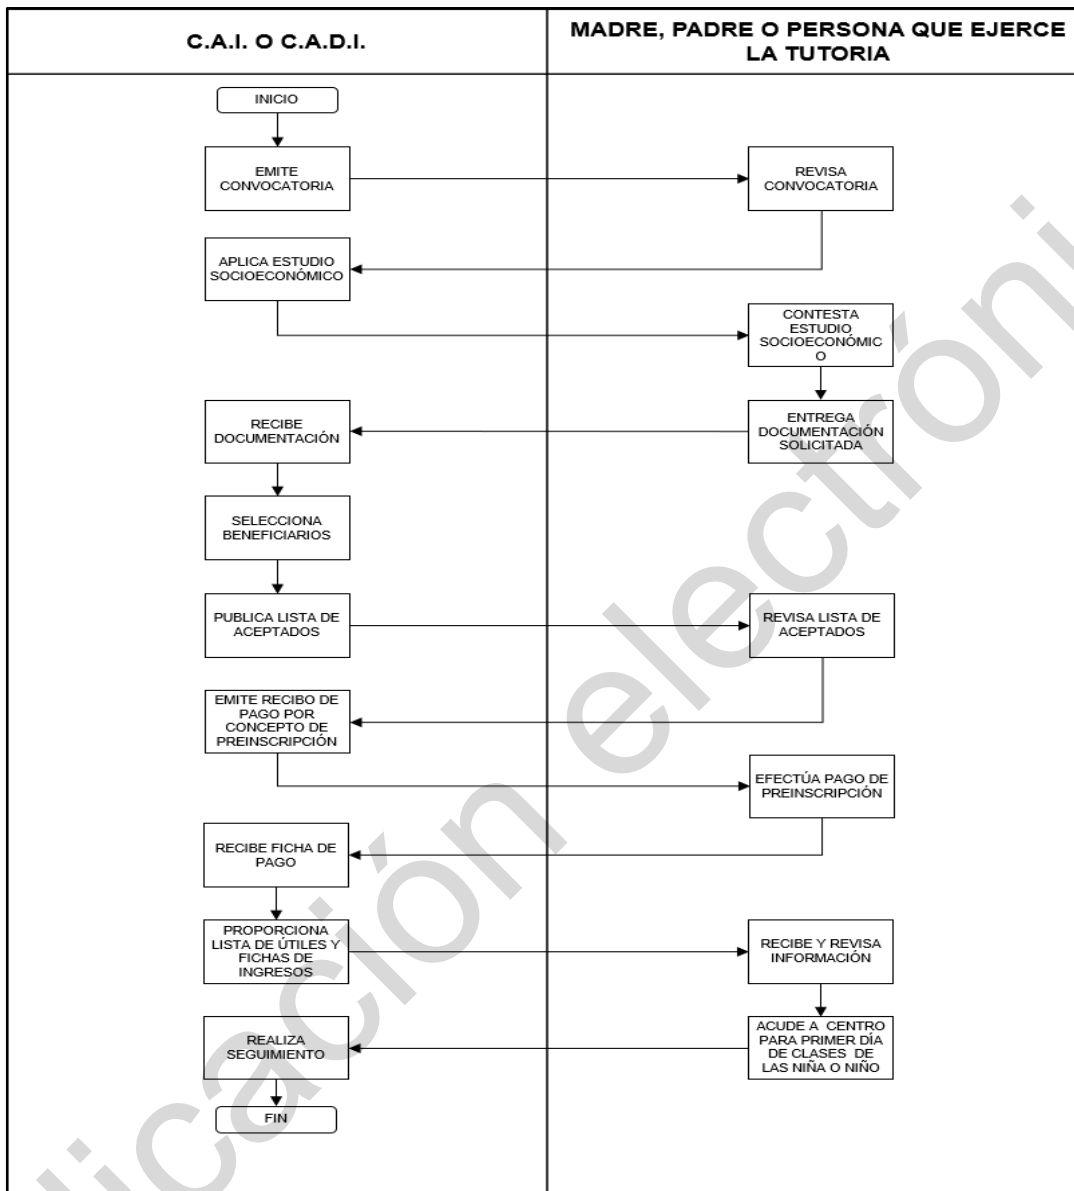 C.A.I. O C.A.D.I.
MADRE, PADRE O PERSONA QUE EJERCE
LA TUTORIA
INICIO
EMITE
CONVOCATORIA
REVISA
CONVOCATORIA
APLICA ESTUDIO
SOCIOECONÓMICO
CONTESTA
ESTUDIO
SOCIOECONÓMIC
O
ENTREGA
DOCUMENTACIÓN
SOLICITADA
RECIBE
DOCUMENTACIÓN
SELECCIONA
BENEFICIARIOS
PUBLICA LISTA DE
ACEPTADOS
REVISA LISTA DE
ACEPTADOS
EMITE RECIBO DE
PAGO POR
CONCEPTO DE
PREINSCRIPCIÓN
EFECTÚA PAGO DE
PREINSCRIPCIÓN
RECIBE FICHA DE
PAGO
PROPORCIONA
LISTA DE ÚTILES Y
FICHAS DE
INGRESOS
RECIBE Y REVISA
INFORMACIÓN
ACUDE A CENTRO
PARA PRIMER DÍA
DE CLASES DE
LAS NIÑA O NIÑO
REALIZA
SEGUIMIENTO
FIN
licación electróni